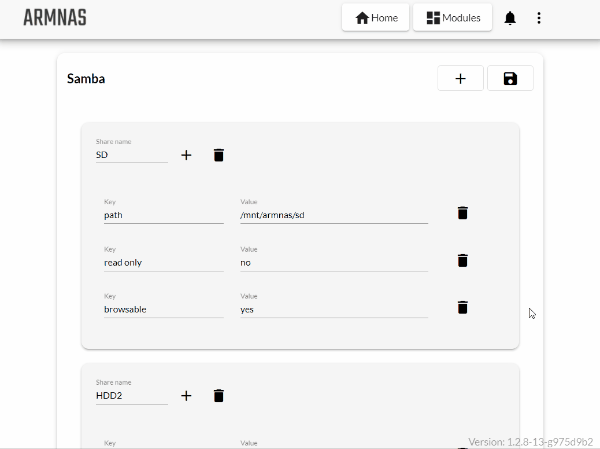 ARMNAS
Home
Modules
Samba
Share name
SD
Key
Value
path
/mnt/armnas/sd
Key
Value
read only
no
Key
Value
browsable
yes
Share name
HDD2
Key
Value
Version: 1.2.8-13-g975d9b2